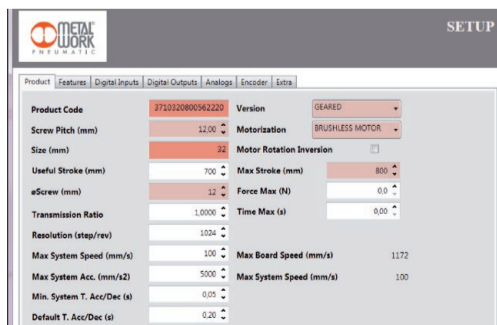 METAL
WORK
PNEUMATIC
SETUP
Product Features Digital Inputs Digital Outputs Analogs Encoder Extra
Product Code 3710320800562220 Version GEARED
Screw Pitch (mm) 12,00 Motorization BRUSHLESS MOTOR
Size (mm) 32 Motor Rotation Inversion
Useful Stroke (mm) 700 Max Stroke (mm) 800
øScrew (mm) 12 Force Max (N) 0,0
Transmission Ratio 1,0000 Time Max (s) 0,00
Resolution (step/rev) 1024
Max System Speed (mm/s) 100 Max Board Speed (mm/s) 1172
Max System Acc. (mm/s2) 5000 Max System Speed (mm/s) 100
Min. System T. Acc/Dec (s) 0,05
Default T. Acc/Dec (s) 0,20